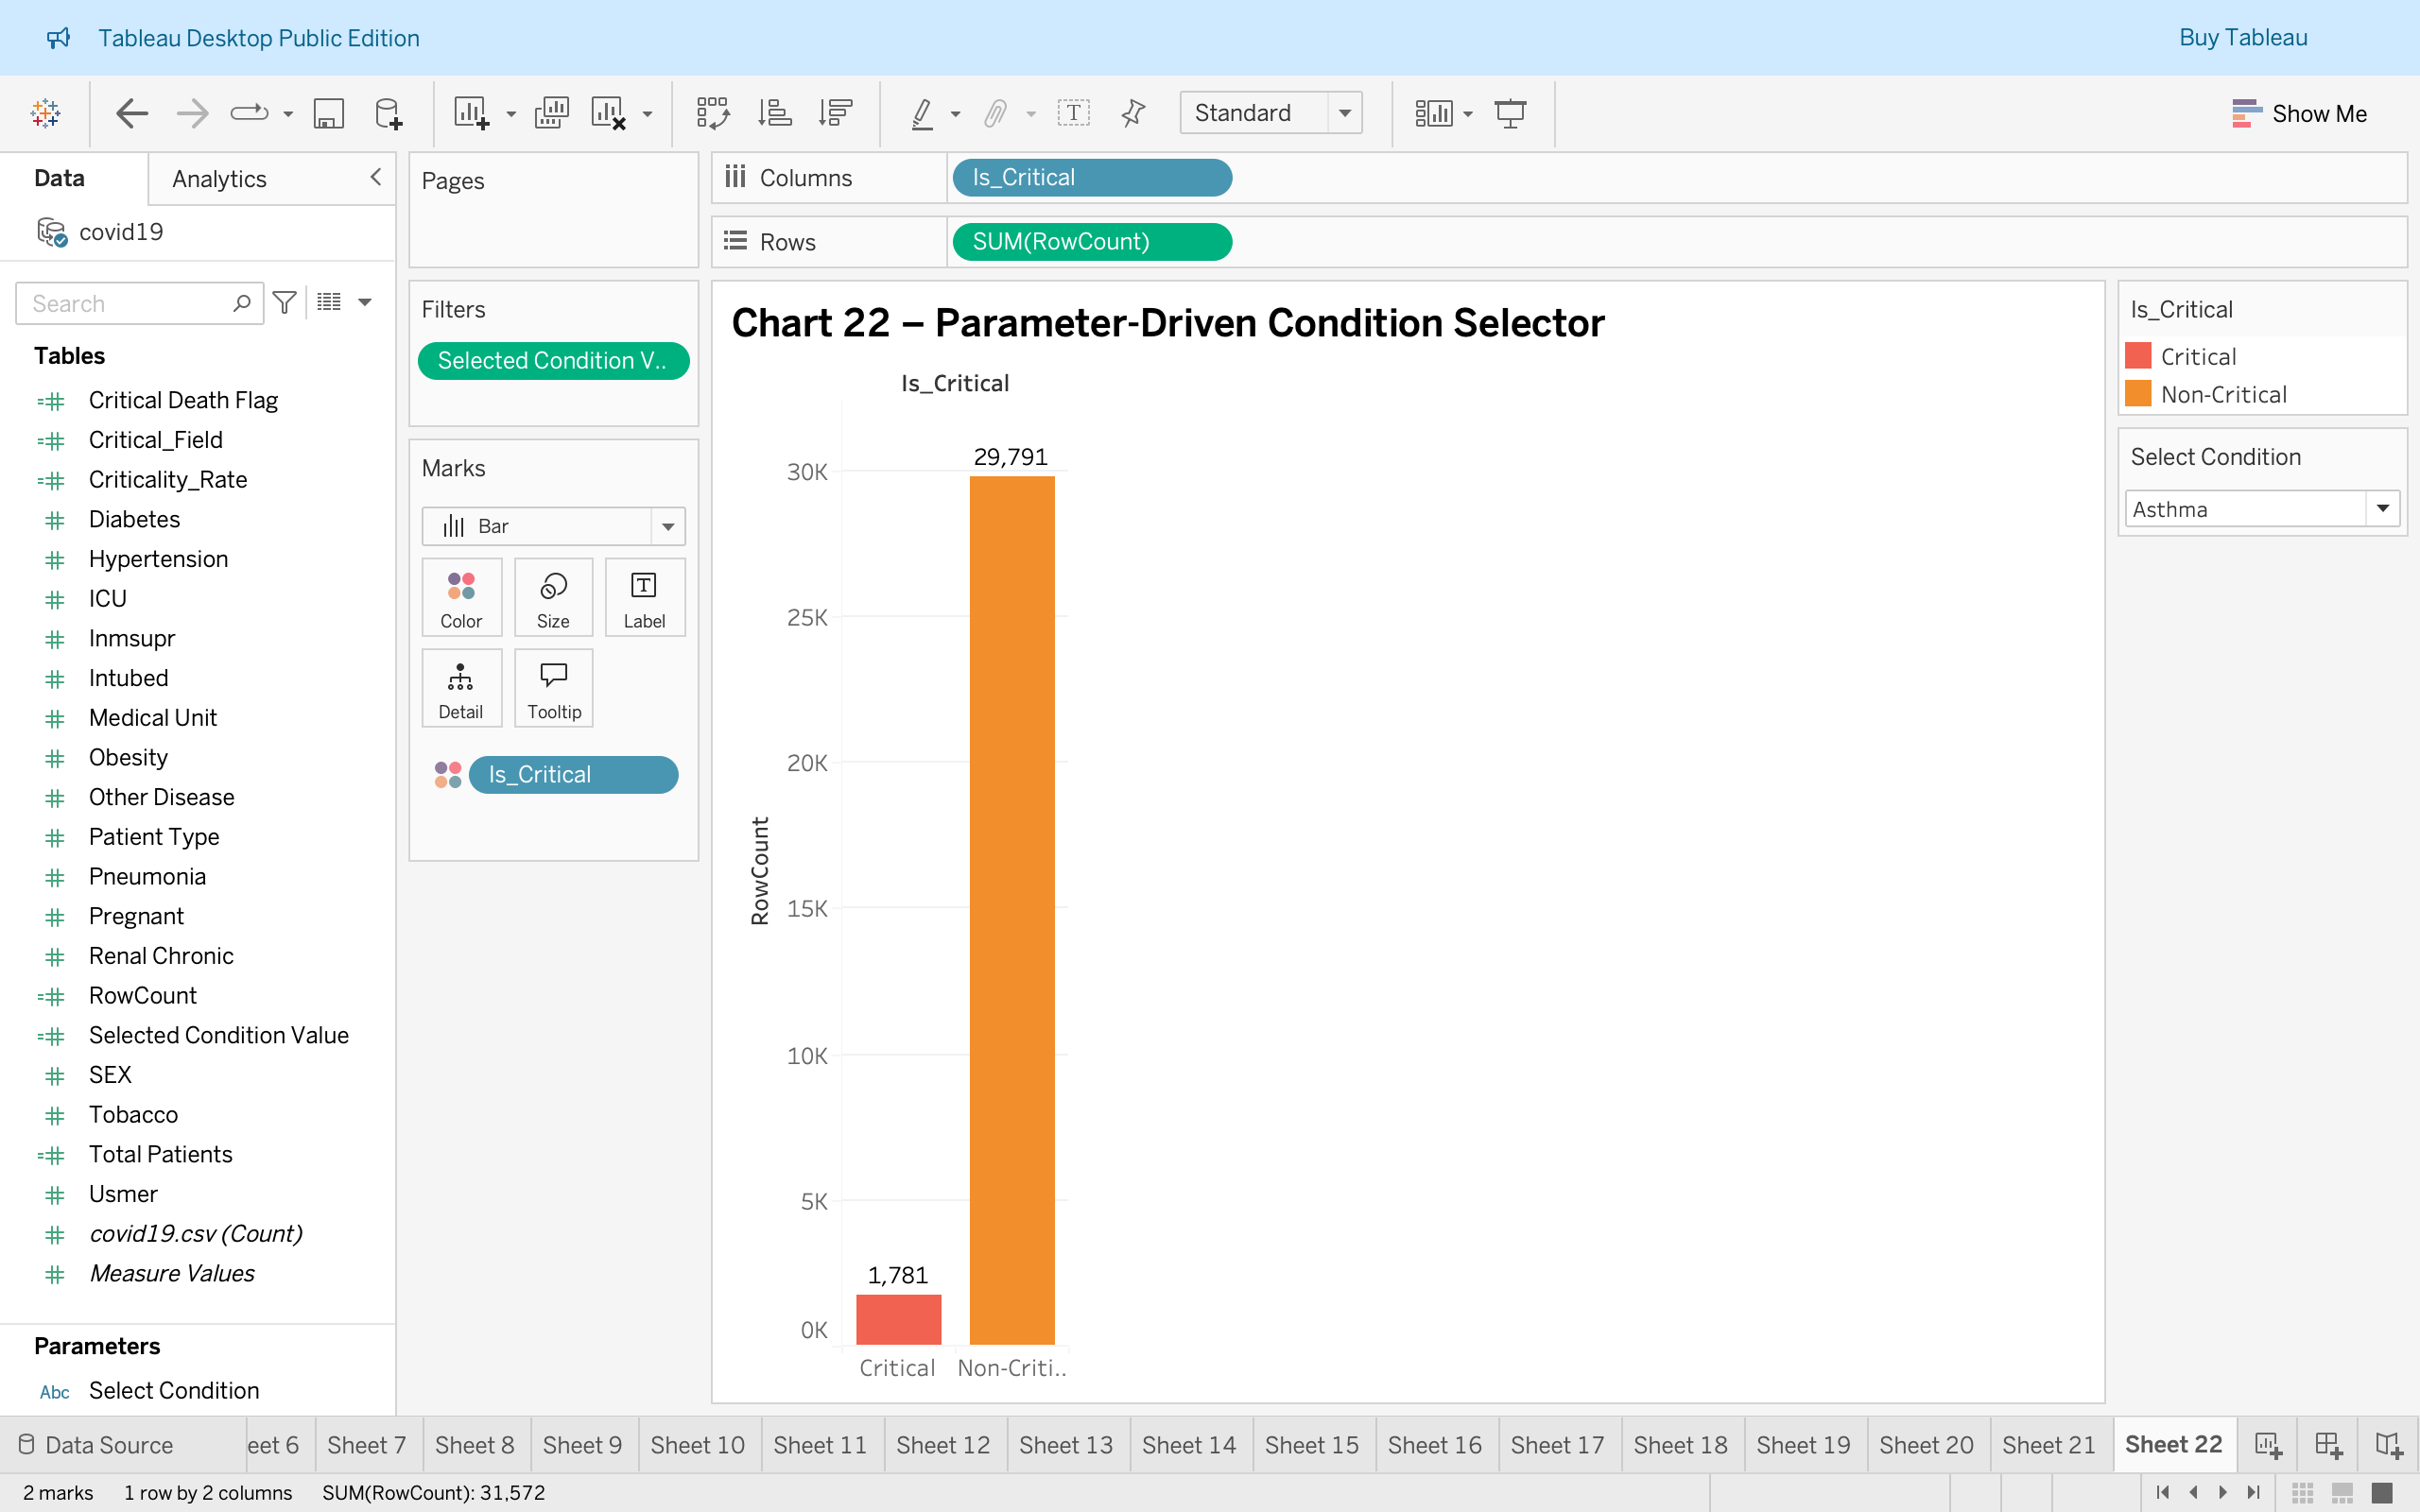 Tableau Desktop Public Edition
Buy Tableau
Standard
Show Me
Data
Analytics
covid19
Search
Tables
Critical Death Flag
Critical_Field
Criticality_Rate
Diabetes
Hypertension
ICU
Inmsupr
Intubed
Medical Unit
Obesity
Other Disease
Patient Type
Pneumonia
Pregnant
Renal Chronic
RowCount
Selected Condition Value
SEX
Tobacco
Total Patients
Usmer
covid19.csv (Count)
Measure Values
Parameters
Abc Select Condition
Pages
Filters
Selected Condition V..
Marks
Bar
Color
Size
Label
T
Detail
Tooltip
Is_Critical
Columns
Is_Critical
Rows
SUM(RowCount)
Chart 22 – Parameter-Driven Condition Selector
Is_Critical
29,791
30K
25K
20K
15K
10K
5K
0K
RowCount
1,781
Critical
Non-Criti..
Is_Critical
Critical
Non-Critical
Select Condition
Asthma
Data Source
eet 6
Sheet 7
Sheet 8
Sheet 9
Sheet 10
Sheet 11
Sheet 12
Sheet 13
Sheet 14
Sheet 15
Sheet 16
Sheet 17
Sheet 18
Sheet 19
Sheet 20
Sheet 21
Sheet 22
2 marks
1 row by 2 columns
SUM(RowCount): 31,572